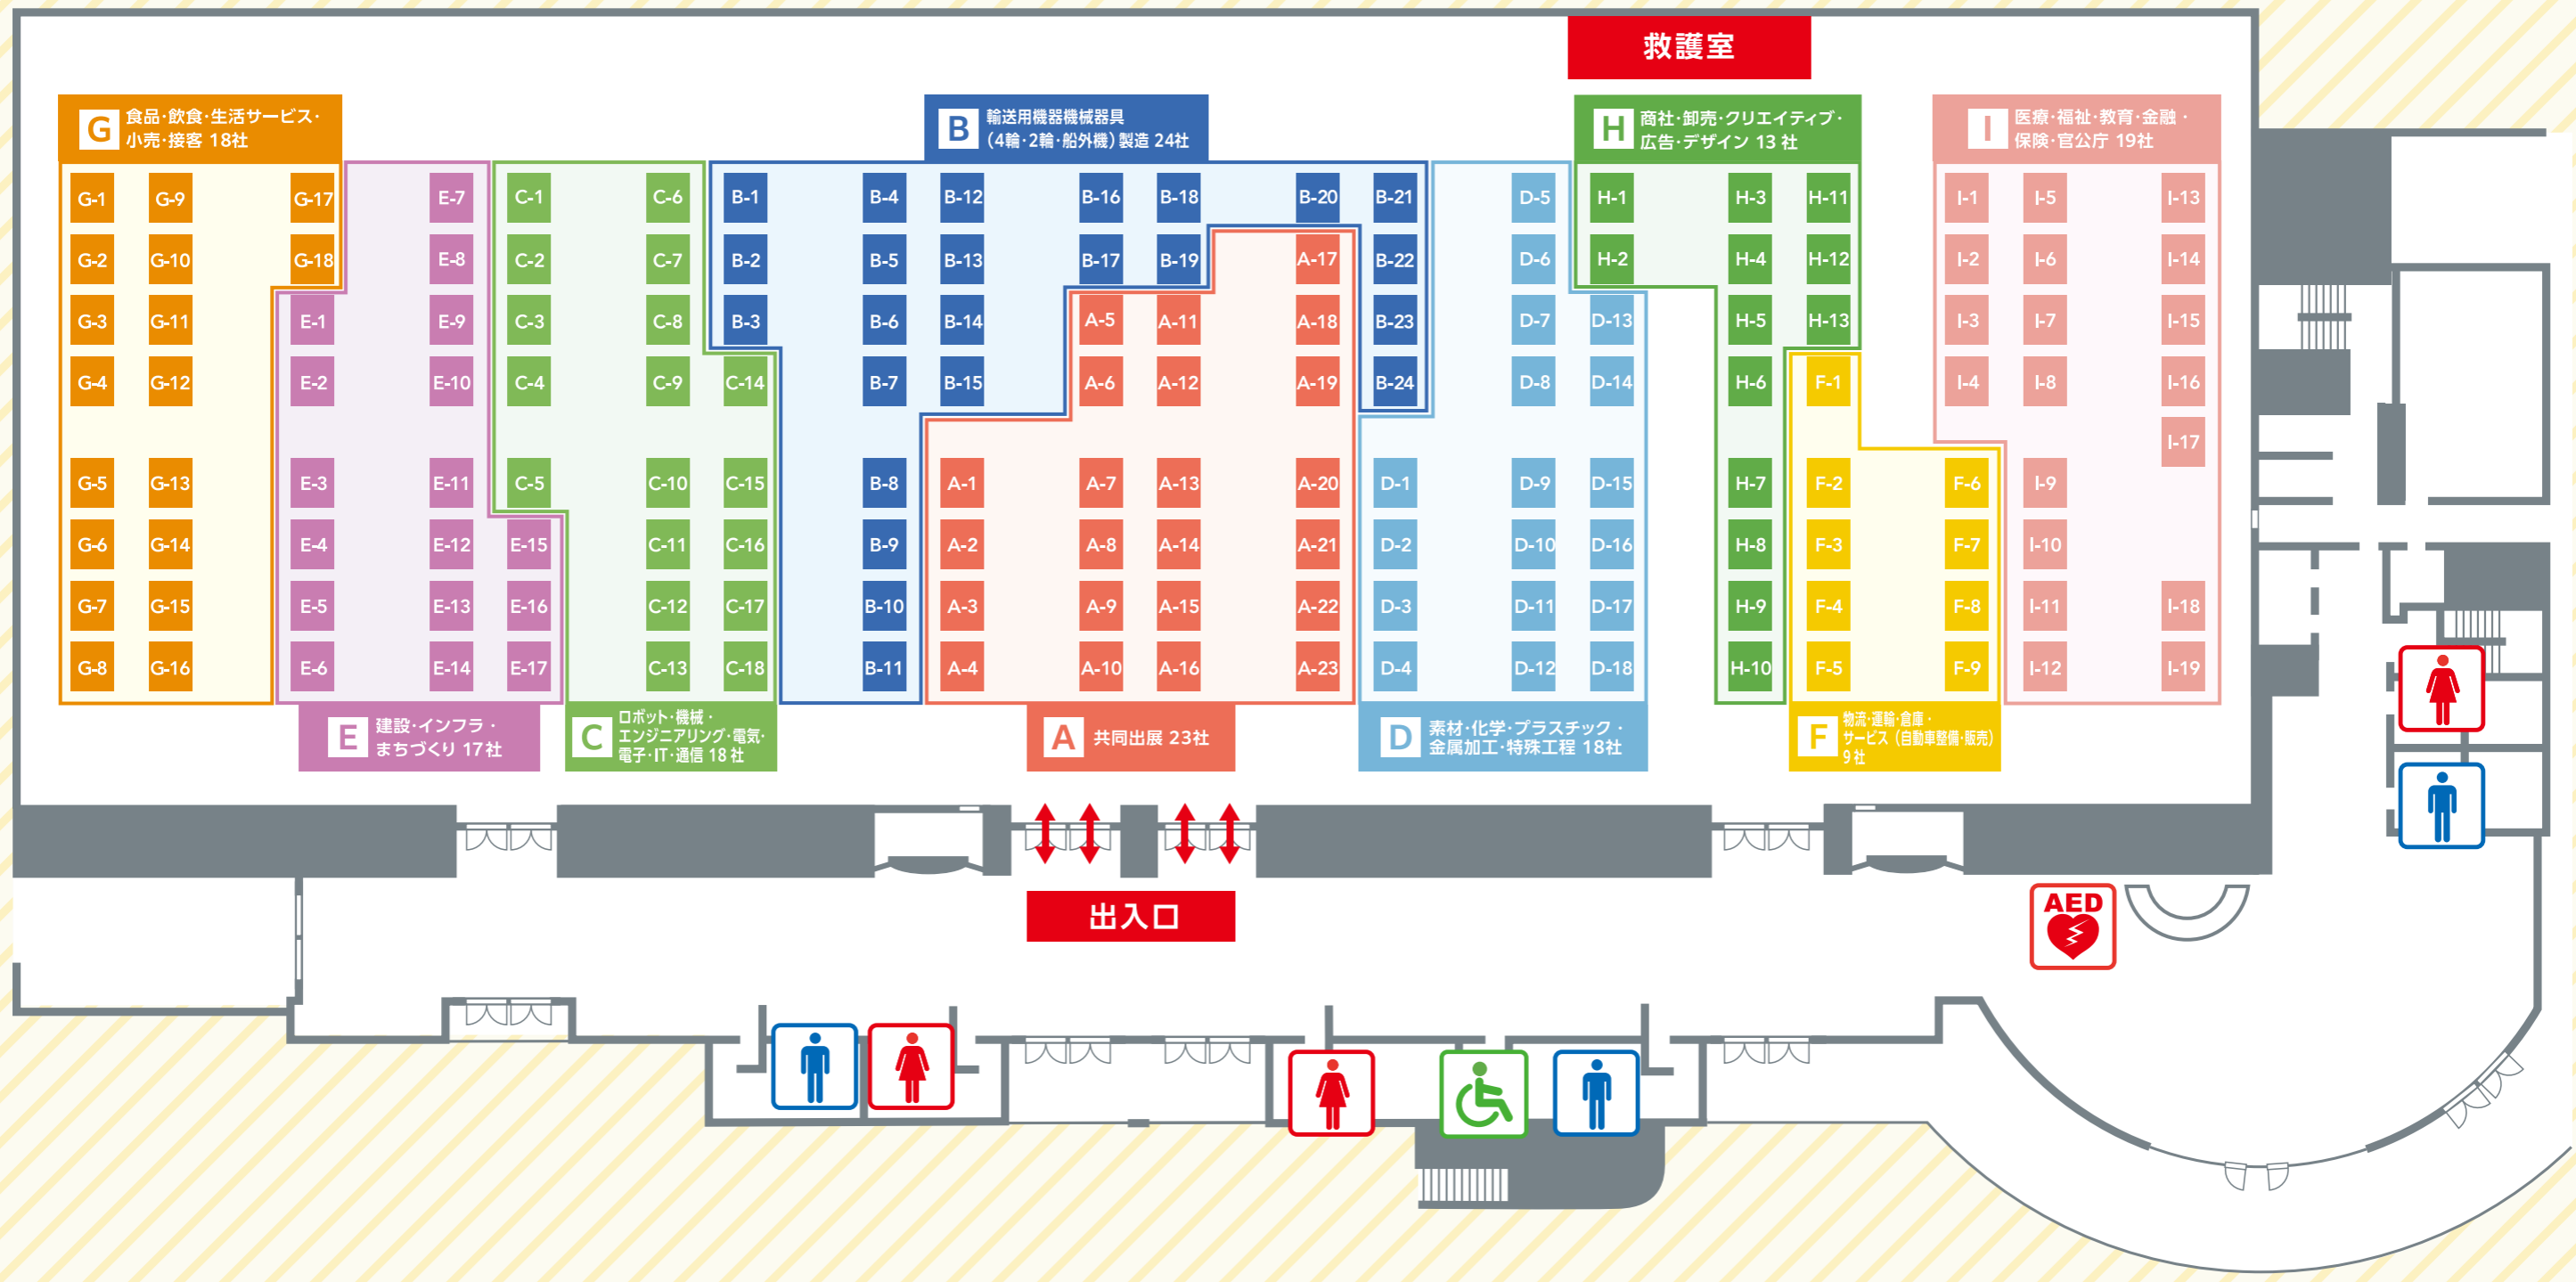 救護室
G
食品・飲食・生活サービス・
小売・接客 18社
B
輸送用機器機械器具
（4輪・2輪・船外機）製造 24社
H
商社・卸売・クリエイティブ・
広告・デザイン 13社
I
医療・福祉・教育・金融・
保険・官公庁 19社
G-1 G-9 G-17 E-7 C-1 C-6 B-1 B-4 B-12 B-16 B-18 B-20 B-21 D-5 H-1 H-3 H-11 I-1 I-5 I-13
G-2 G-10 G-18 E-8 C-2 C-7 B-2 B-5 B-13 B-17 B-19 A-17 B-22 D-6 H-2 H-4 H-12 I-2 I-6 I-14
G-3 G-11 E-1 E-9 C-3 C-8 B-3 B-6 B-14 A-5 A-11 A-18 B-23 D-7 D-13 H-5 H-13 I-3 I-7 I-15
G-4 G-12 E-2 E-10 C-4 C-9 C-14 B-7 B-15 A-6 A-12 A-19 B-24 D-8 D-14 H-6 F-1 I-4 I-8 I-16
I-17
G-5 G-13 E-3 E-11 C-5 C-10 C-15 B-8 A-1 A-7 A-13 A-20 D-1 D-9 D-15 H-7 F-2 F-6 I-9
G-6 G-14 E-4 E-12 E-15 C-11 C-16 B-9 A-2 A-8 A-14 A-21 D-2 D-10 D-16 H-8 F-3 F-7 I-10
G-7 G-15 E-5 E-13 E-16 C-12 C-17 B-10 A-3 A-9 A-15 A-22 D-3 D-11 D-17 H-9 F-4 F-8 I-11 I-18
G-8 G-16 E-6 E-14 E-17 C-13 C-18 B-11 A-4 A-10 A-16 A-23 D-4 D-12 D-18 H-10 F-5 F-9 I-12 I-19
E
建設・インフラ・
まちづくり 17社
C
ロボット・機械・
エンジニアリング・電気・
電子・IT・通信 18社
A
共同出展 23社
D
素材・化学・プラスチック・
金属加工・特殊工程 18社
F
物流・運輸・倉庫・
サービス（自動車整備・販売）
9社
出入口
AED